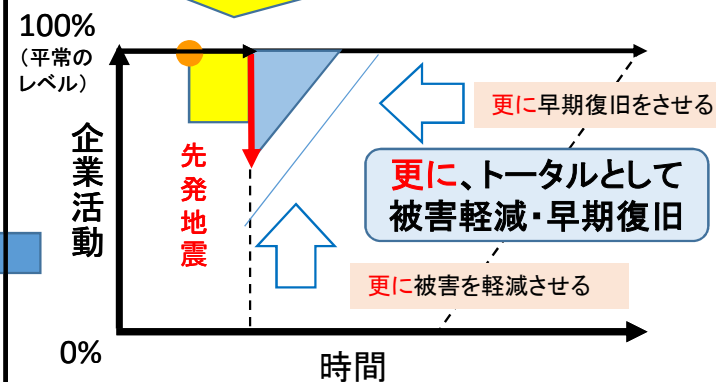 100%
(平常の
レベル)
企業活動
先発地震
更に早期復旧をさせる
更に、トータルとして
被害軽減・早期復旧
更に被害を軽減させる
0%
時間